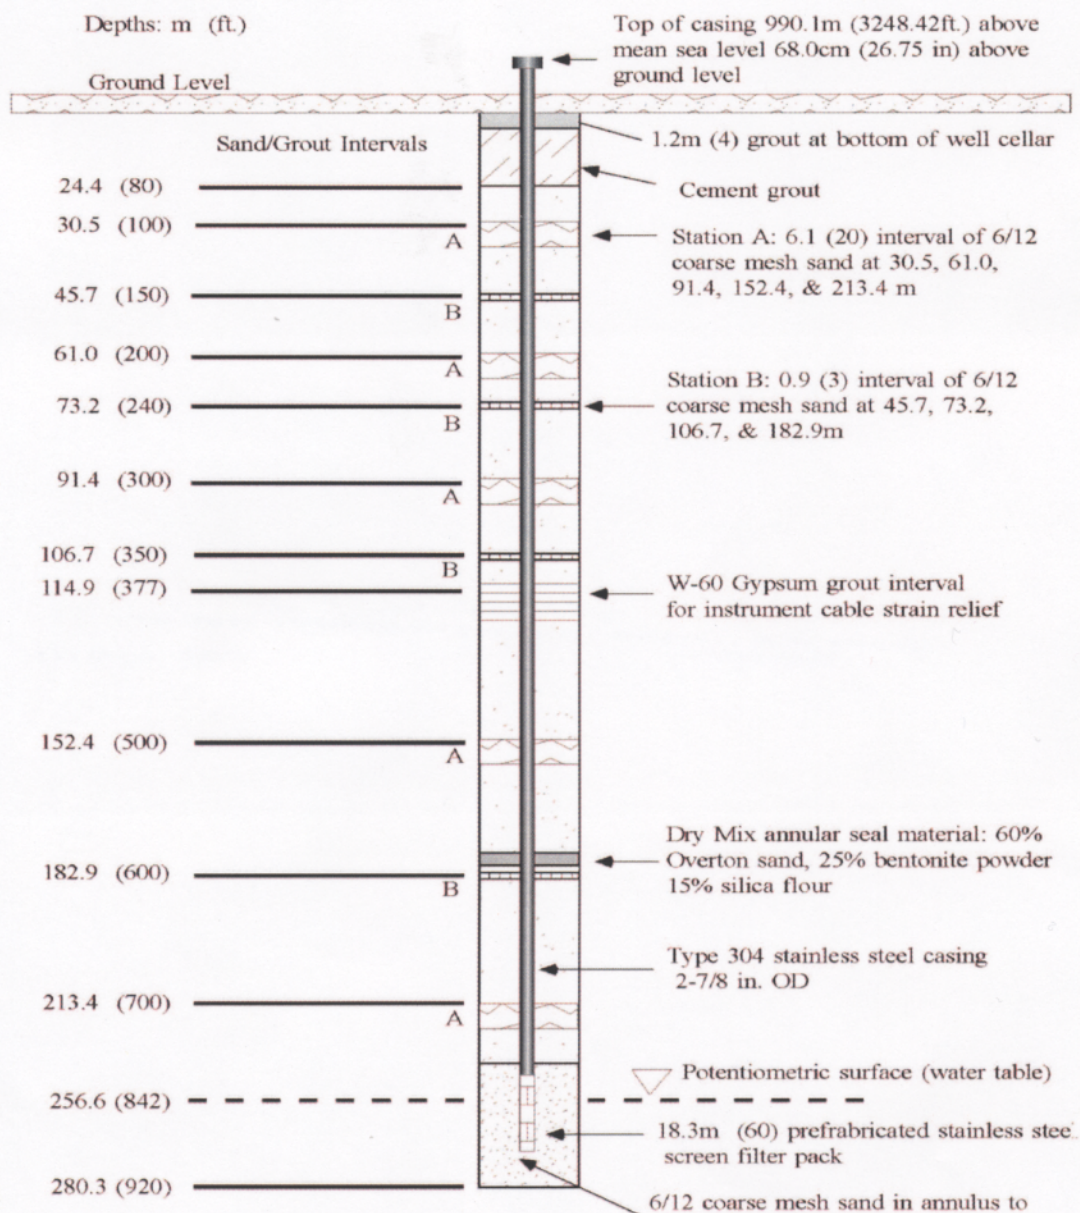 Depths: m (ft.)
Top of casing 990.1m (3248.42ft.) above
mean sea level 68.0cm (26.75 in) above
ground level
Ground Level
Sand/Grout Intervals
1.2m (4) grout at bottom of well cellar
24.4 (80)
Cement grout
30.5 (100)
A
Station A: 6.1 (20) interval of 6/12
coarse mesh sand at 30.5, 61.0,
91.4, 152.4, & 213.4 m
45.7 (150)
B
61.0 (200)
A
73.2 (240)
B
Station B: 0.9 (3) interval of 6/12
coarse mesh sand at 45.7, 73.2,
106.7, & 182.9m
91.4 (300)
A
106.7 (350)
B
114.9 (377)
W-60 Gypsum grout interval
for instrument cable strain relief
152.4 (500)
A
Dry Mix annular seal material: 60%
Overton sand, 25% bentonite powder
15% silica flour
182.9 (600)
B
Type 304 stainless steel casing
2-7/8 in. OD
213.4 (700)
A
Potentiometric surface (water table)
256.6 (842)
18.3m (60) prefrabricated stainless stee
screen filter pack
280.3 (920)
6/12 coarse mesh sand in annulus to